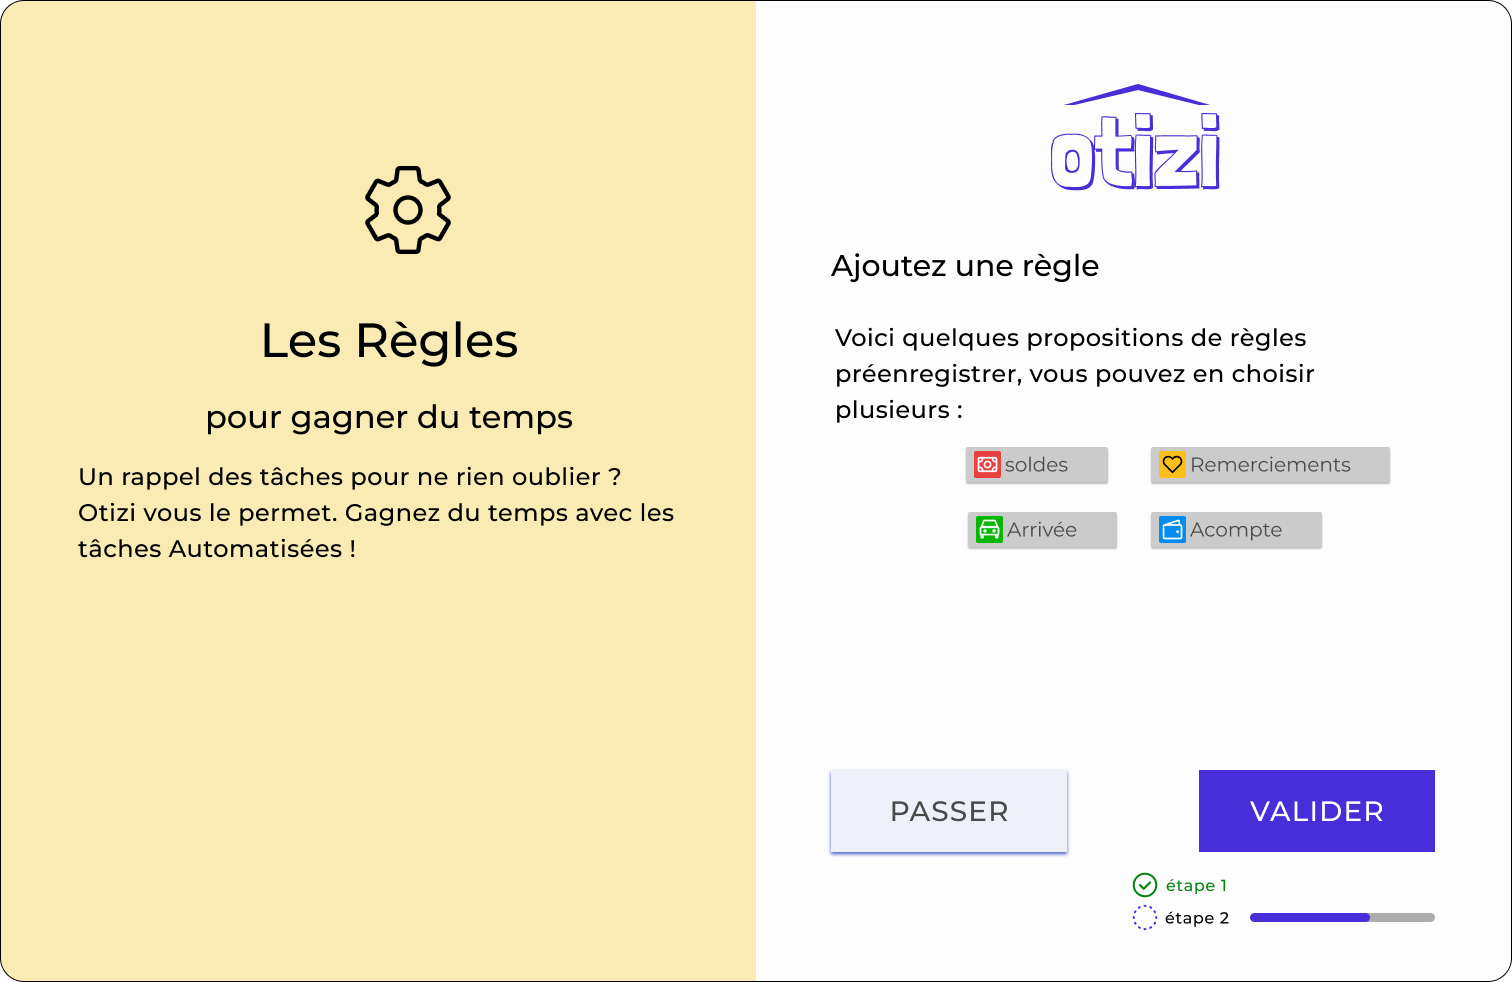 Les Règles
pour gagner du temps
Un rappel des tâches pour ne rien oublier ?
Otizi vous le permet. Gagnez du temps avec les
tâches Automatisées !
otizi
Ajoutez une règle
Voici quelques propositions de règles
préenregistrer, vous pouvez en choisir
plusieurs :
soldes
Remerciements
Arrivée
Acompte
PASSER
VALIDER
étape 1
étape 2